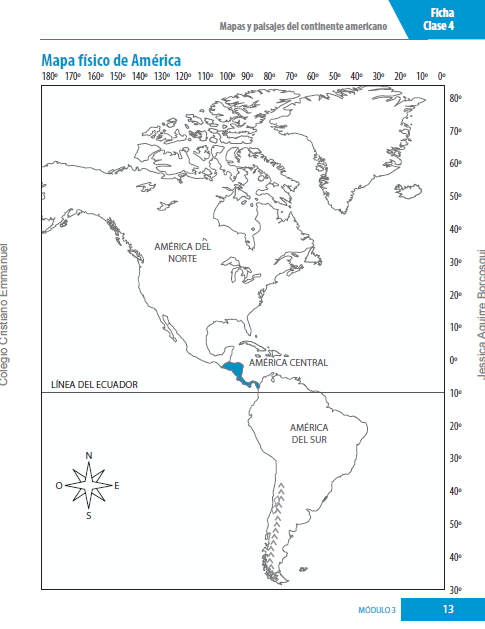 Ficha
Mapas y paisajes del continente americano
Clase 4
Mapa físico de América
180º 170º 160º 150º 140º 130º 120º 110º 100º 90º 80º 70º 60º 50º 40º 30º 20º 10º 0º
80º
70º
60º
50º
40º
30º
20º
10º
0º
10º
20º
30º
40º
50º
40º
30º
AMÉRICA DEL
NORTE
AMÉRICA CENTRAL
LÍNEA DEL ECUADOR
AMÉRICA
DEL SUR
N
O E
S
Colegio Cristiano Emmanuel
Jessica Aguirre Borcosqui
MÓDULO 3 13